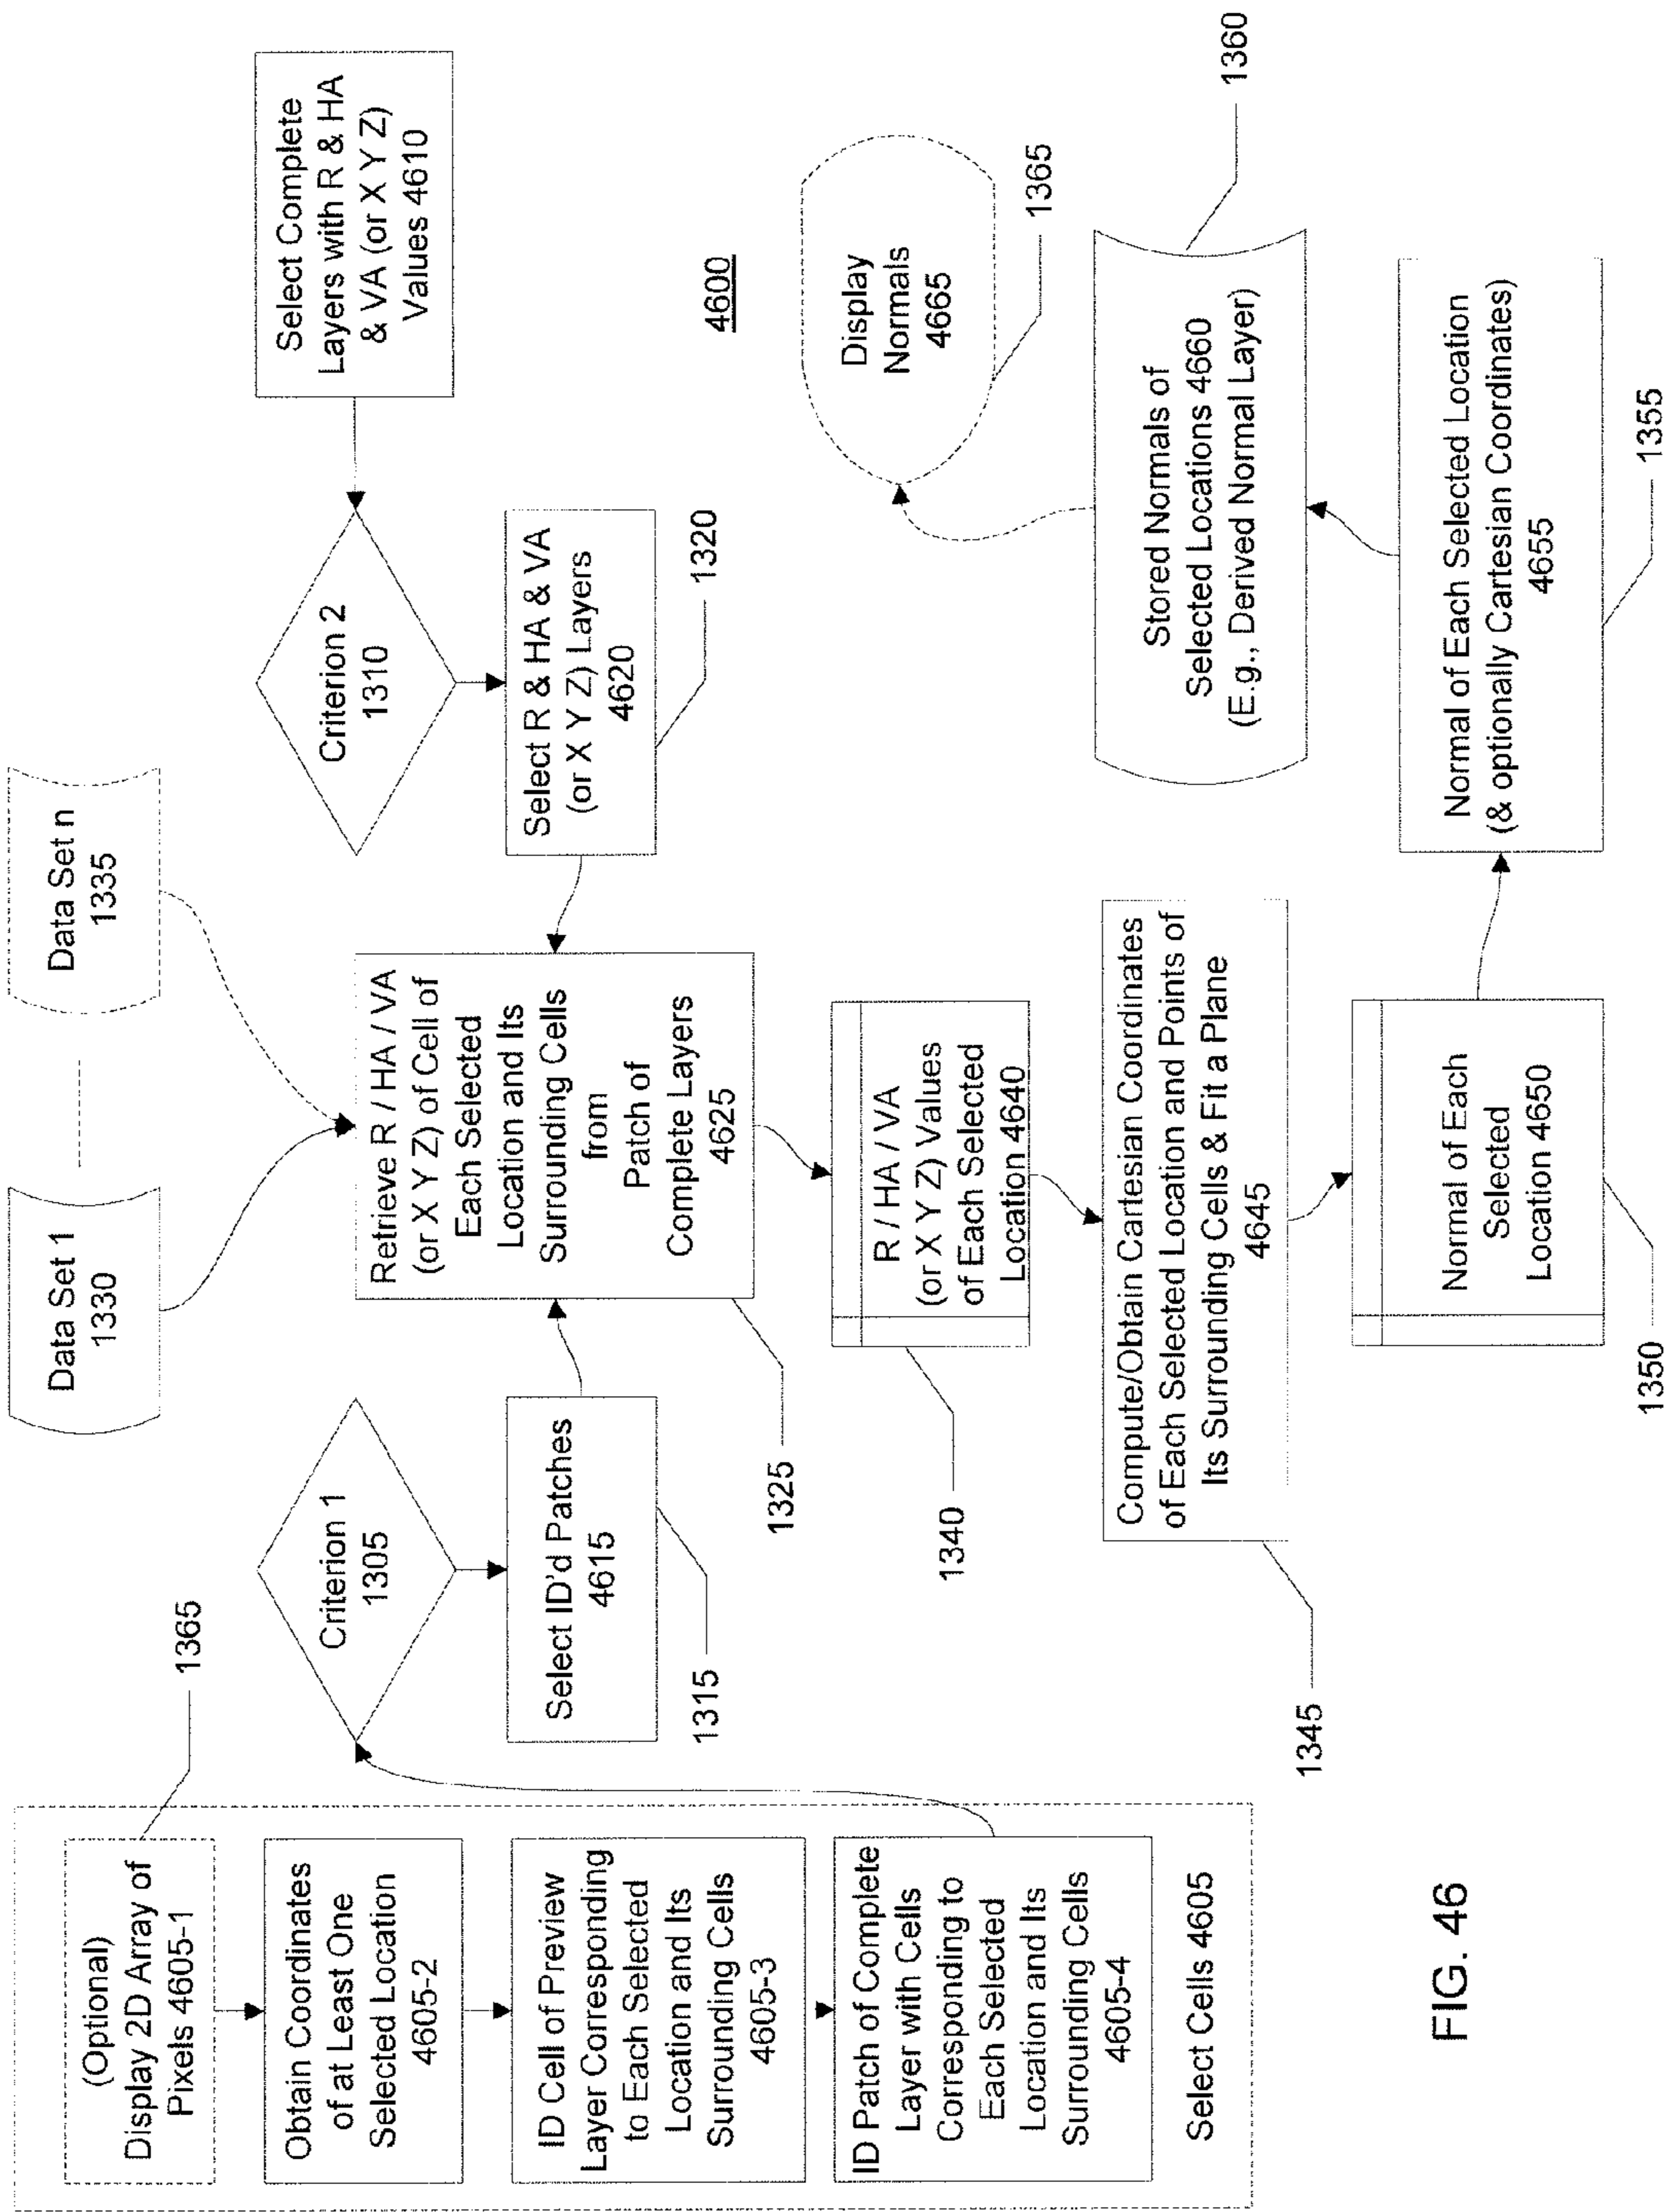 (Optional)
Display 2D Array of
Pixels 4605-1
1365
Obtain Coordinates
of at Least One
Selected Location
4605-2
ID Cell of Preview
Layer Corresponding
to Each Selected
Location and Its
Surrounding Cells
4605-3
ID Patch of Complete
Layer with Cells
Corresponding to
Each Selected
Location and Its
Surrounding Cells
4605-4
Select Cells 4605
Criterion 1
1305
Select ID'd Patches
4615
1315
Data Set 1
1330
Data Set n
1335
Select Complete
Layers with R & HA
& VA (or X Y Z)
Values 4610
Criterion 2
1310
Select R & HA & VA
(or X Y Z) Layers
4620
1320
Retrieve R / HA / VA
(or X Y Z) of Cell of
Each Selected
Location and Its
Surrounding Cells
from
Patch of
Complete Layers
4625
1325
R / HA / VA
(or X Y Z) Values
of Each Selected
Location 4640
1340
Compute/Obtain Cartesian Coordinates
of Each Selected Location and Points of
Its Surrounding Cells & Fit a Plane
4645
1345
Normal of Each
Selected
Location 4650
1350
Normal of Each Selected Location
(& optionally Cartesian Coordinates)
4655
1355
Stored Normals of
Selected Locations 4660
(E.g., Derived Normal Layer)
1360
Display
Normals
4665
1365
4600
FIG. 46